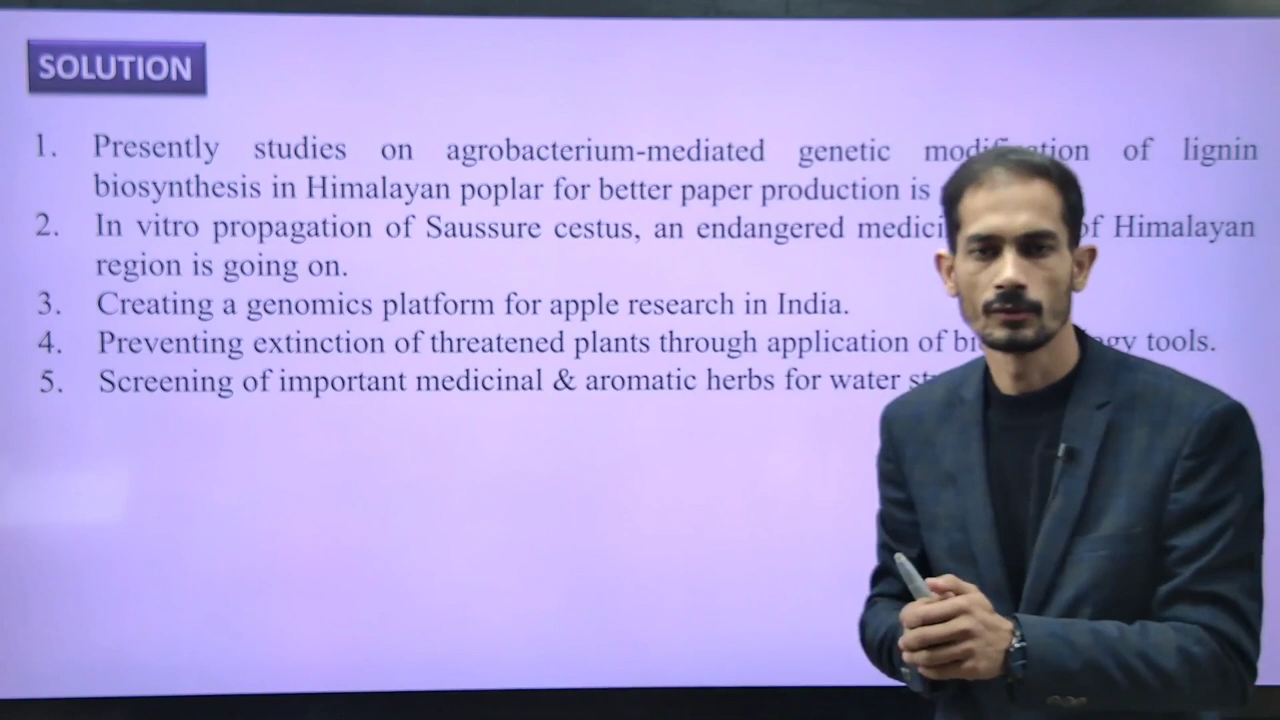 SOLUTION
1. Presently studies on agrobacterium-mediated genetic modification of lignin
biosynthesis in Himalayan poplar for better paper production is
2. In vitro propagation of Saussure cestus, an endangered of Himalayan
region is going on.
3. Creating a genomics platform for apple research in India.
4. Preventing extinction of threatened plants through application of tools.
5. Screening of important medicinal & aromatic herbs for water